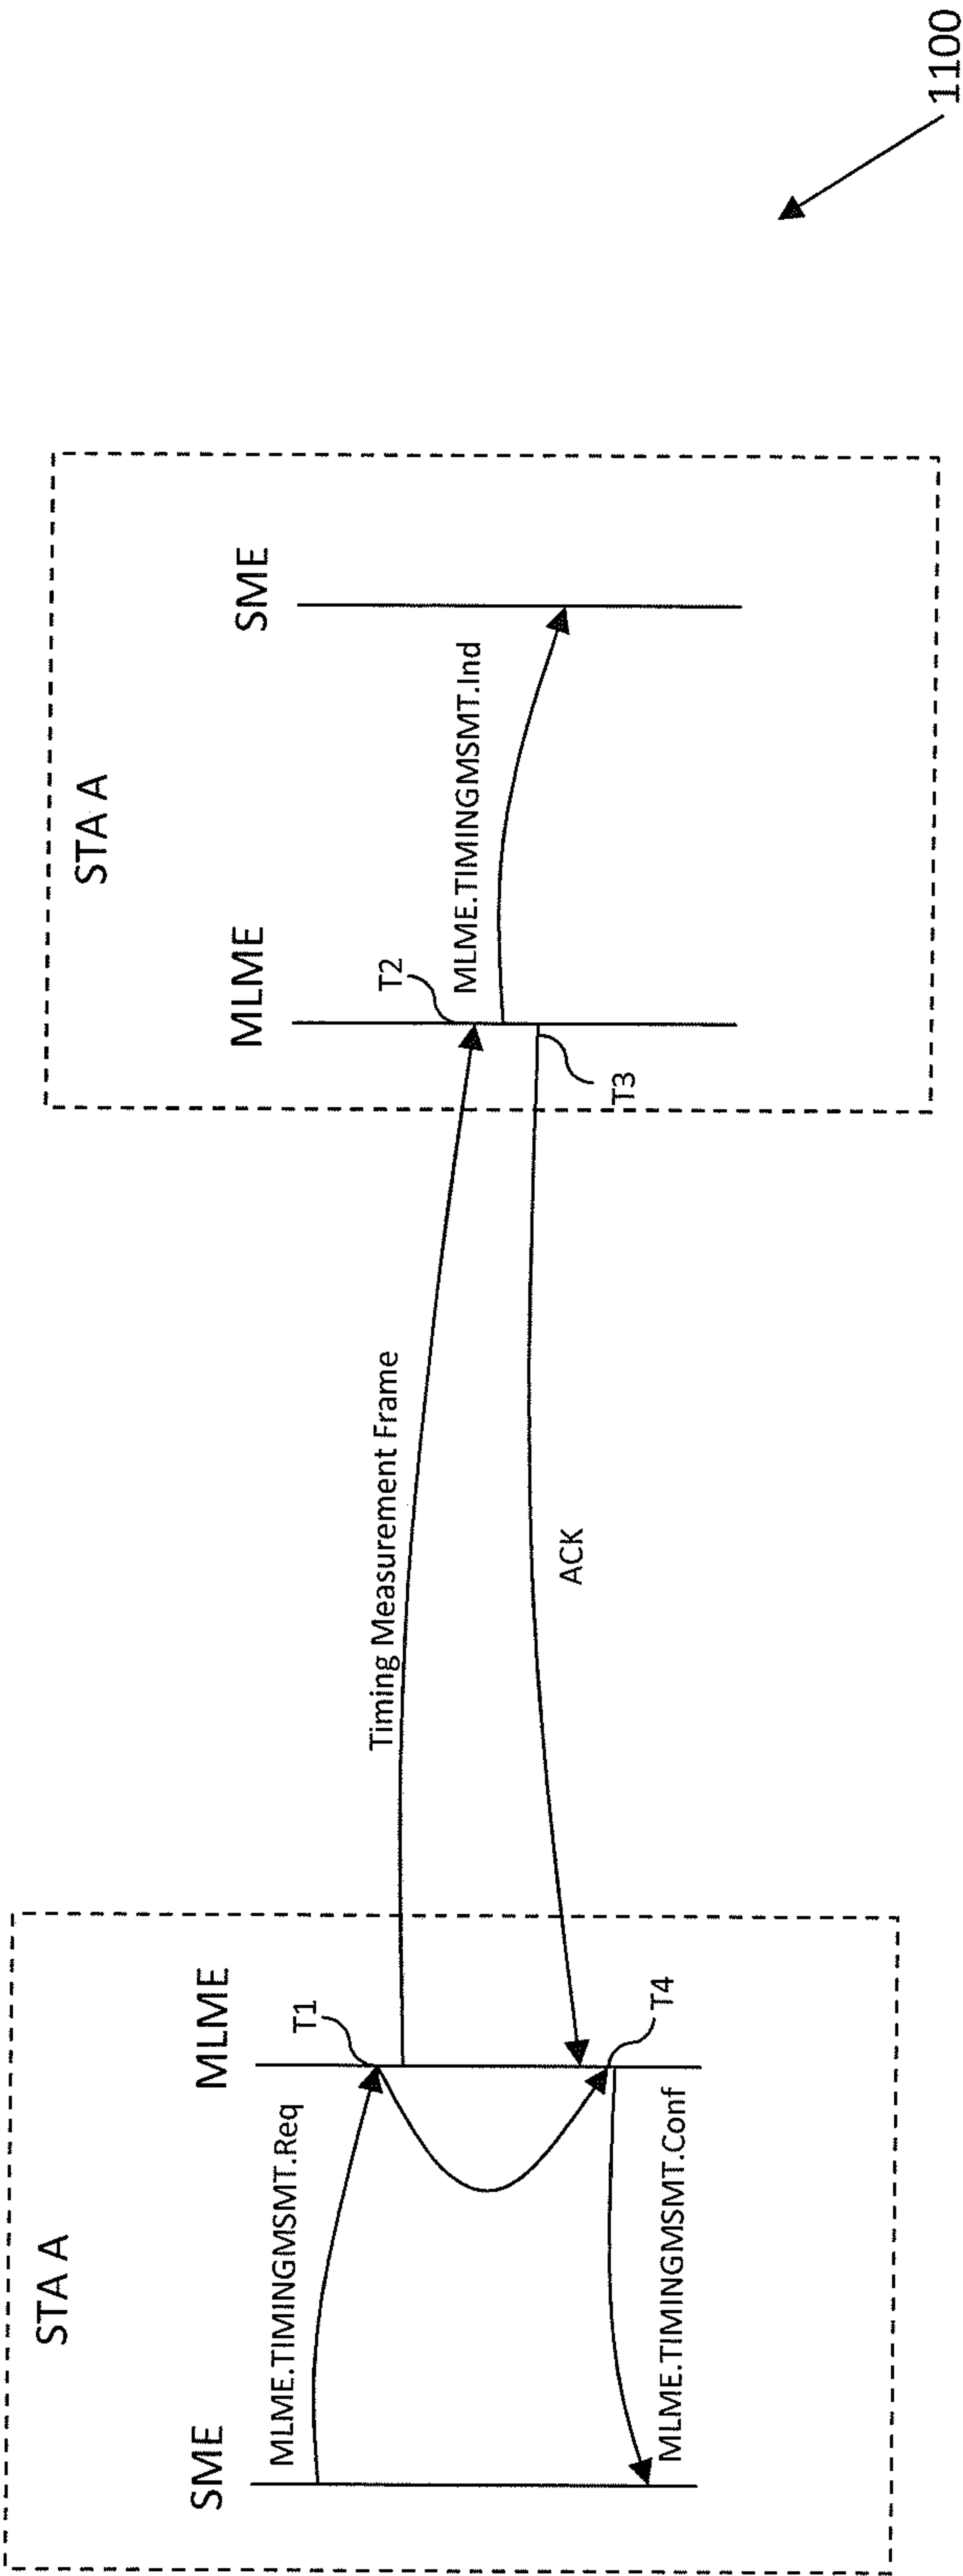 STA A
SME
MLME
MLME.TIMINGMSMT.Req
T1
T4
MLME.TIMINGMSMT.Conf
Timing Measurement Frame
ACK
STA A
MLME
SME
T2
MLME.TIMINGMSMT.Ind
T3
1100